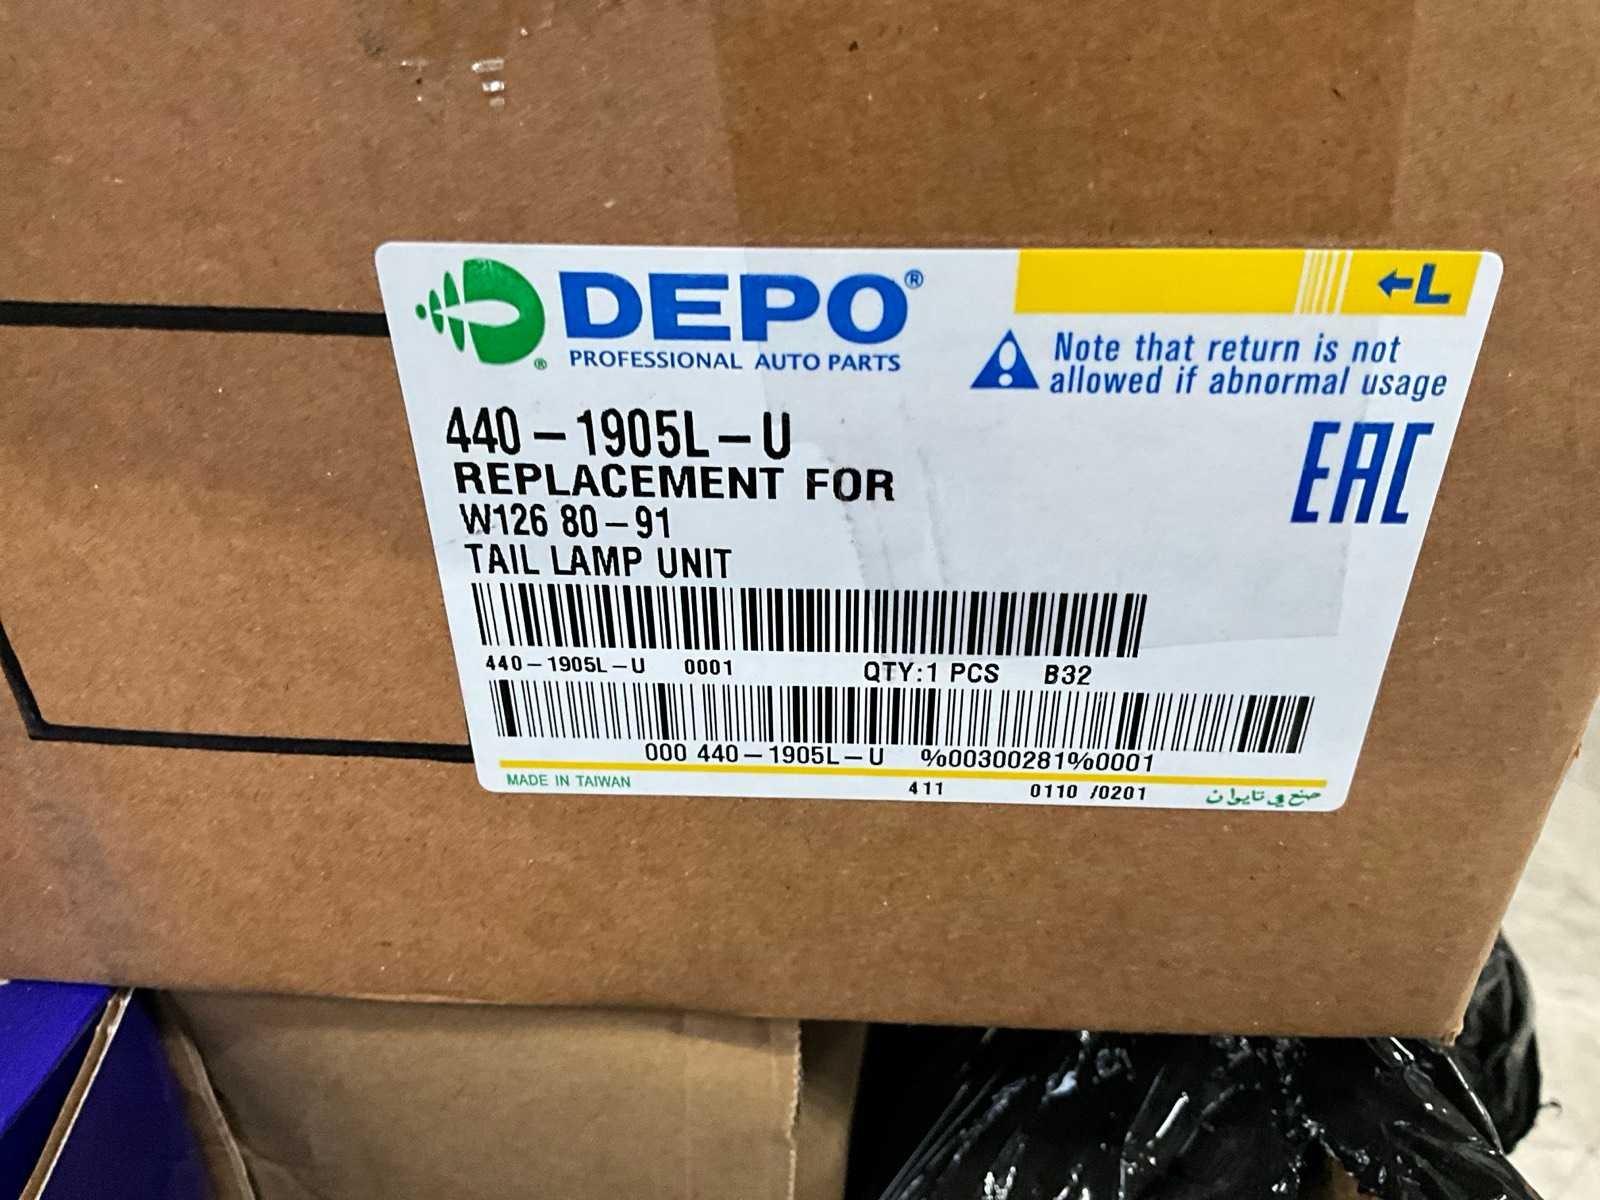 DEPO®
PROFESSIONAL AUTO PARTS
®
←L
Note that return is not
allowed if abnormal usage
440-1905L-U
REPLACEMENT FOR
W126 80-91
TAIL LAMP UNIT
EAC
440-1905L-U 0001 QTY:1 PCS B32
000 440-1905L-U %00300281%0001
MADE IN TAIWAN 411 0110 /0201 صنع في تايوان